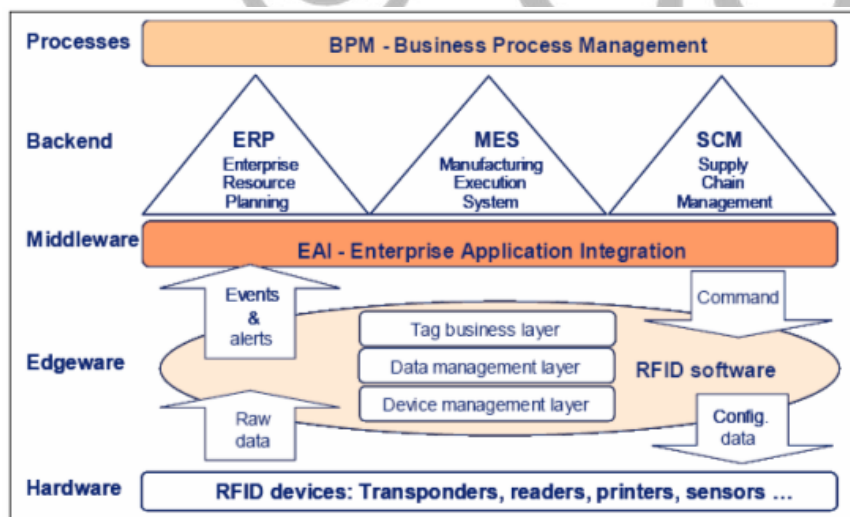 Processes
BPM - Business Process Management
Backend
ERP
Enterprise
Resource
Planning
MES
Manufacturing
Execution
System
SCM
Supply
Chain
Management
Middleware
EAI - Enterprise Application Integration
Events
&
alerts
Command
Edgeware
Tag business layer
Data management layer
Device management layer
RFID software
Raw
data
Config.
data
Hardware
RFID devices: Transponders, readers, printers, sensors ...